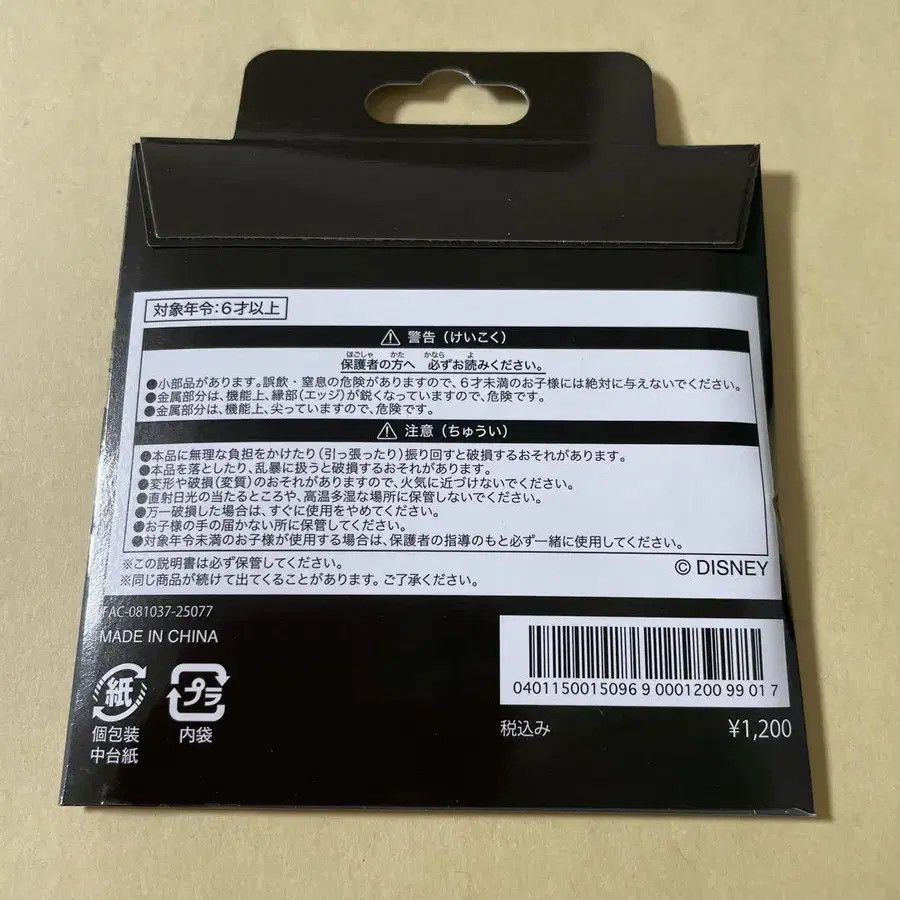 対象年令：6才以上
⚠ 警告（けいこく）
保護者の方へ 必ずお読みください。
●小部品があります。誤飲・窒息の危険がありますので、6才未満のお子様には絶対に与えないでください。
●金属部分は、機能上、縁部（エッジ）が鋭くなっていますので、危険です。
●金属部分は、機能上、尖っていますので、危険です。
⚠ 注意（ちゅうい）
●本品に無理な負担をかけたり（引っ張ったり）振り回すと破損するおそれがあります。
●本品を落としたり、乱暴に扱うと破損するおそれがあります。
●変形や破損（変質）のおそれがありますので、火気に近づけないでください。
●直射日光の当たるところや、高温多湿な場所に保管しないでください。
●万一破損した場合は、すぐに使用をやめてください。
●お子様の手の届かない所に保管してください。
●対象年令未満のお子様が使用する場合は、保護者の指導のもと必ず一緒に使用してください。
※この説明書は必ず保管してください。
※同じ商品が続けて出てくることがあります。ご了承ください。
© DISNEY
FAC-081037-25077
MADE IN CHINA
紙
個包装
中台紙
プラ
内袋
0401150015096 9 0001200 99 01 7
税込み ¥1,200